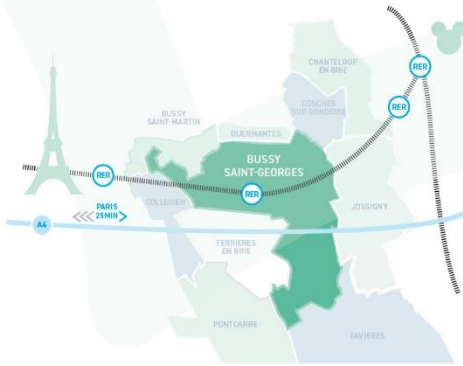 RER
CHANTELOUP
EN BRIE
RER
CONCHES
SUR GONDOIRE
BUSSY
SAINT-MARTIN
GUERMANTES
BUSSY
SAINT-GEORGES
RER
RER
COLLEGIEN
JOSSIGNY
PARIS
25MIN
A4
FERRIERES
EN BRIE
PONTCARRE
FAVIERES